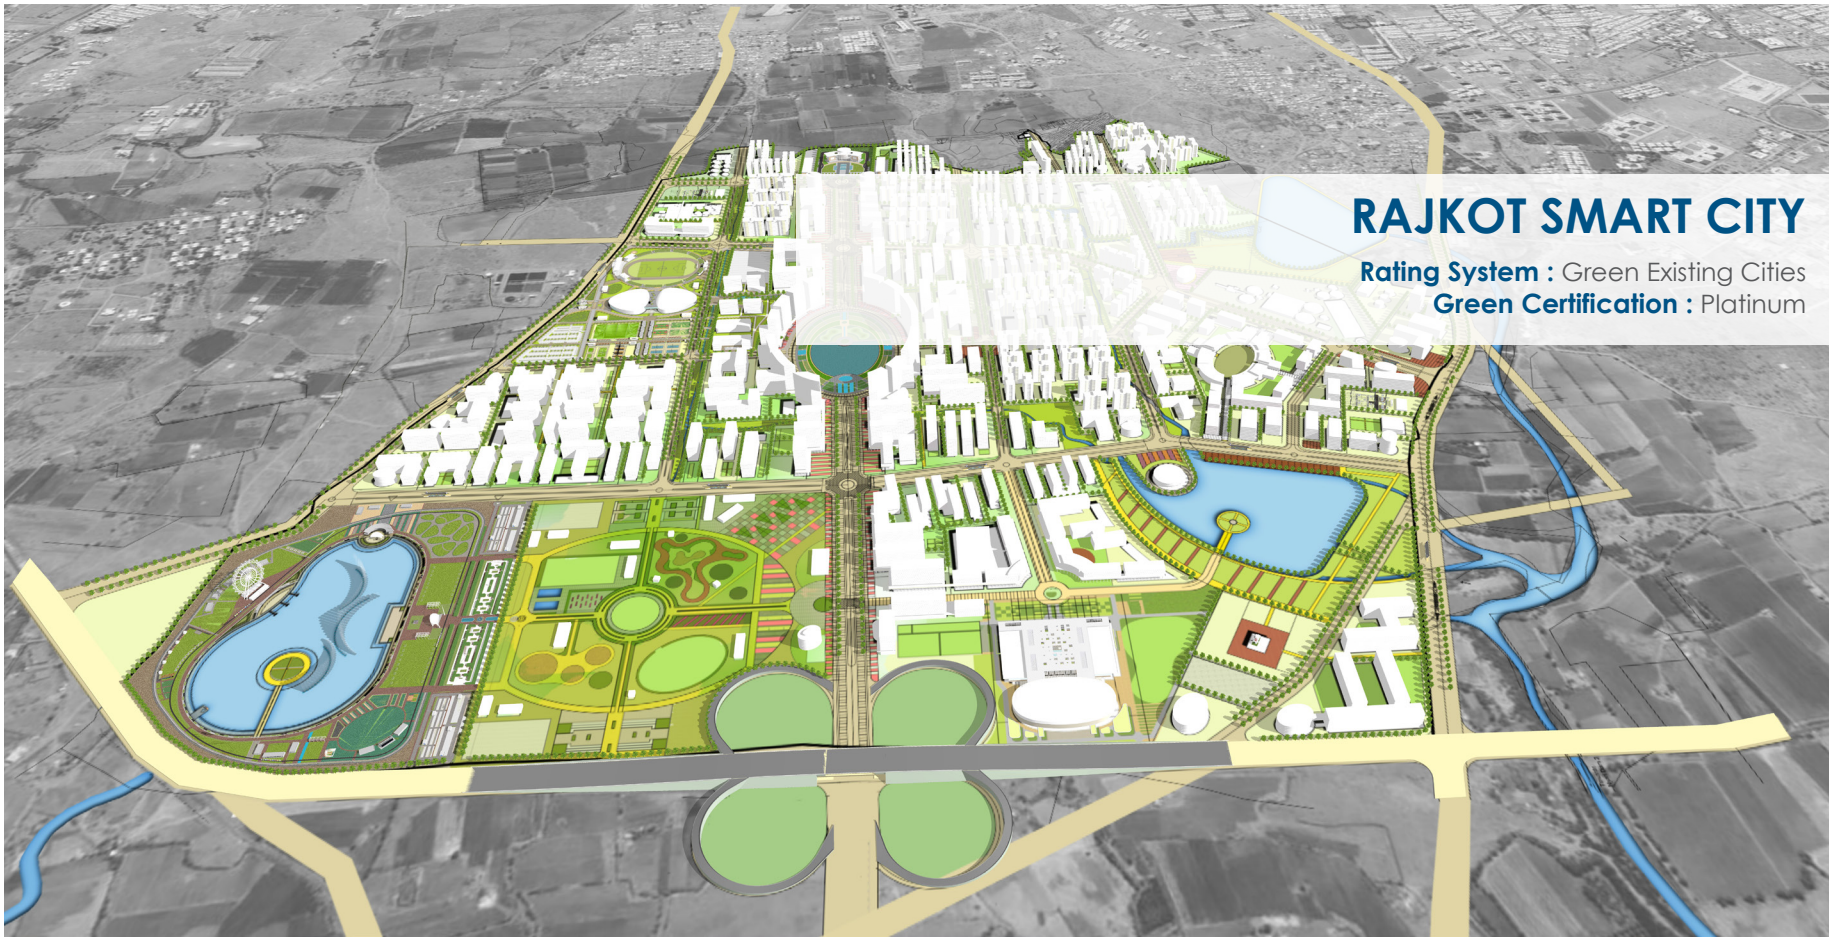 RAJKOT SMART CITY
Rating System : Green Existing Cities
Green Certification : Platinum